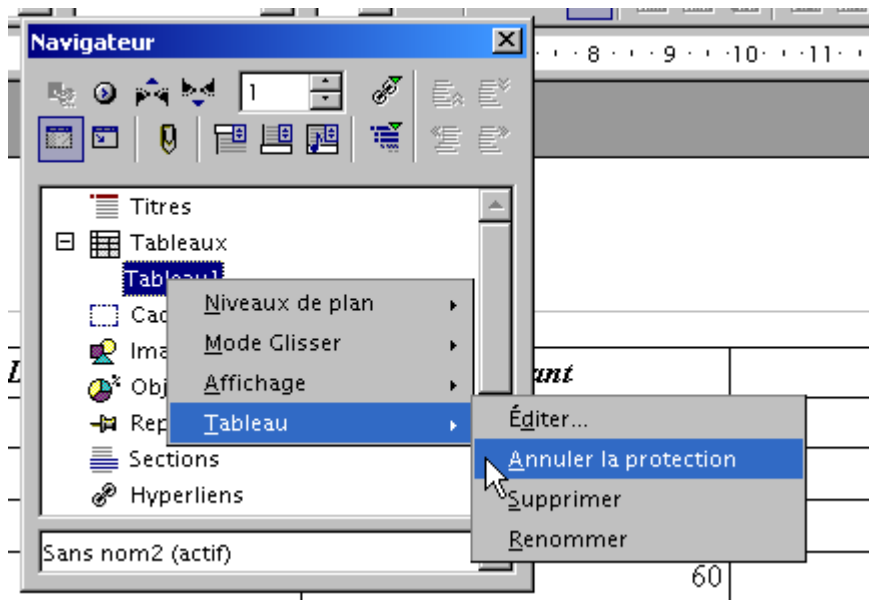 Navigateur
8 9 10 11
1
Titres
Tableaux
Tableau1
Niveaux de plan
Mode Glisser
Affichage
Tableau
Sections
Hyperliens
Éditer...
Annuler la protection
Supprimer
Renommer
Sans nom2 (actif)
60